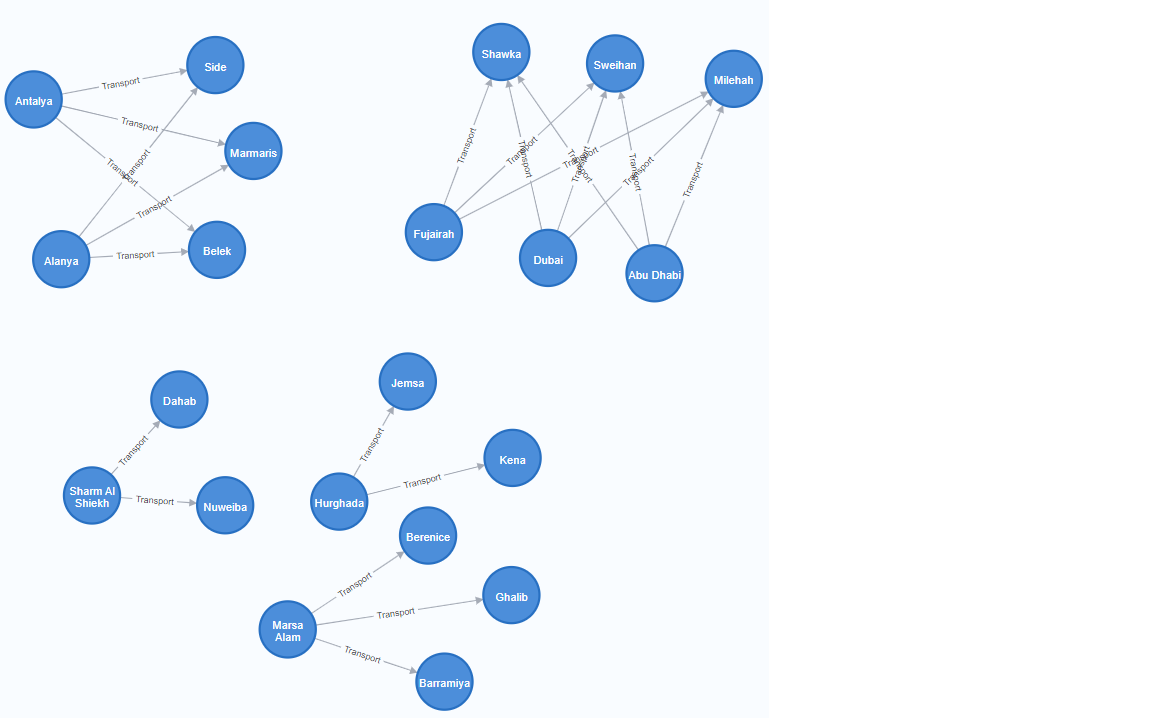 Antalya
Side
Marmaris
Alanya
Belek
Transport
Transport
Transport
Transport
Transport
Transport
Shawka
Sweihan
Milehah
Fujairah
Dubai
Abu Dhabi
Transport
Transport
Transport
Transport
Transport
Transport
Transport
Transport
Transport
Dahab
Sharm Al
Shiekh
Nuweiba
Transport
Transport
Jemsa
Kena
Hurghada
Transport
Transport
Berenice
Ghalib
Marsa
Alam
Barramiya
Transport
Transport
Transport